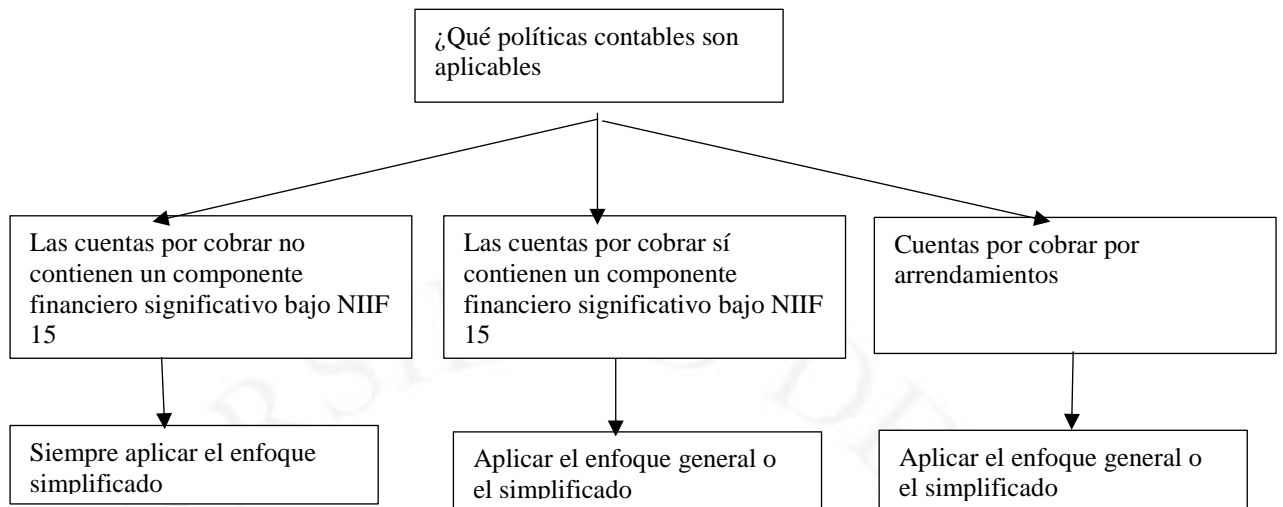 ¿Qué políticas contables son
aplicables
Las cuentas por cobrar no
contienen un componente
financiero significativo bajo NIIF
15
Las cuentas por cobrar sí
contienen un componente
financiero significativo bajo NIIF
15
Cuentas por cobrar por
arrendamientos
Siempre aplicar el enfoque
simplificado
Aplicar el enfoque general o
el simplificado
Aplicar el enfoque general o
el simplificado